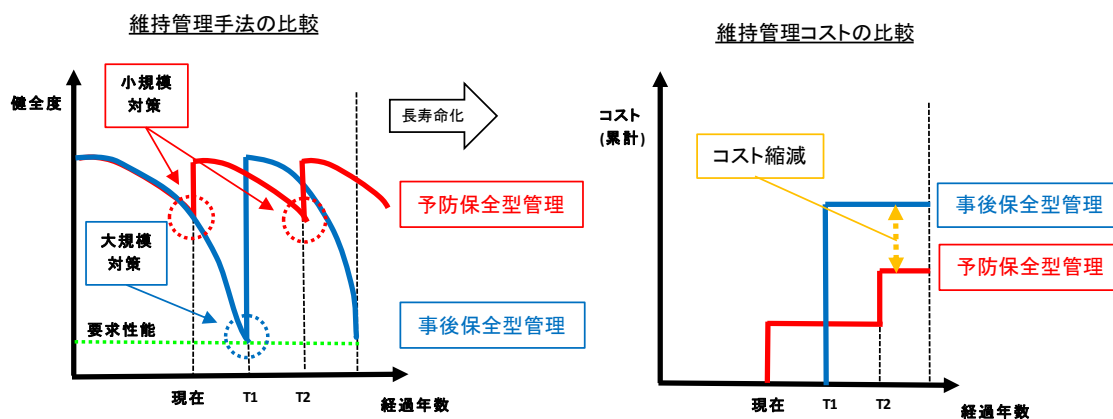 維持管理手法の比較
健全度
小規模
対策
大規模
対策
要求性能
現在
T1
T2
経過年数
予防保全型管理
事後保全型管理
長寿命化
維持管理コストの比較
コスト
(累計)
コスト縮減
事後保全型管理
予防保全型管理
現在
T1
T2
経過年数